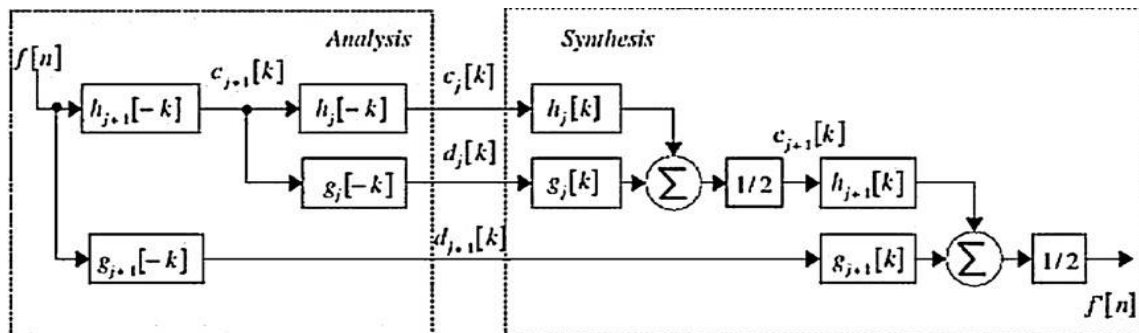 Analysis
Synthesis
f[n]
c_{j+1}[k]
c_j[k]
h_{j+1}[-k]
h_j[-k]
h_j[k]
d_j[k]
c_{j+1}[k]
g_j[-k]
g_j[k]
Σ
1/2
h_{j+1}[k]
d_{j+1}[k]
g_{j+1}[-k]
g_{j+1}[k]
Σ
1/2
f'[n]